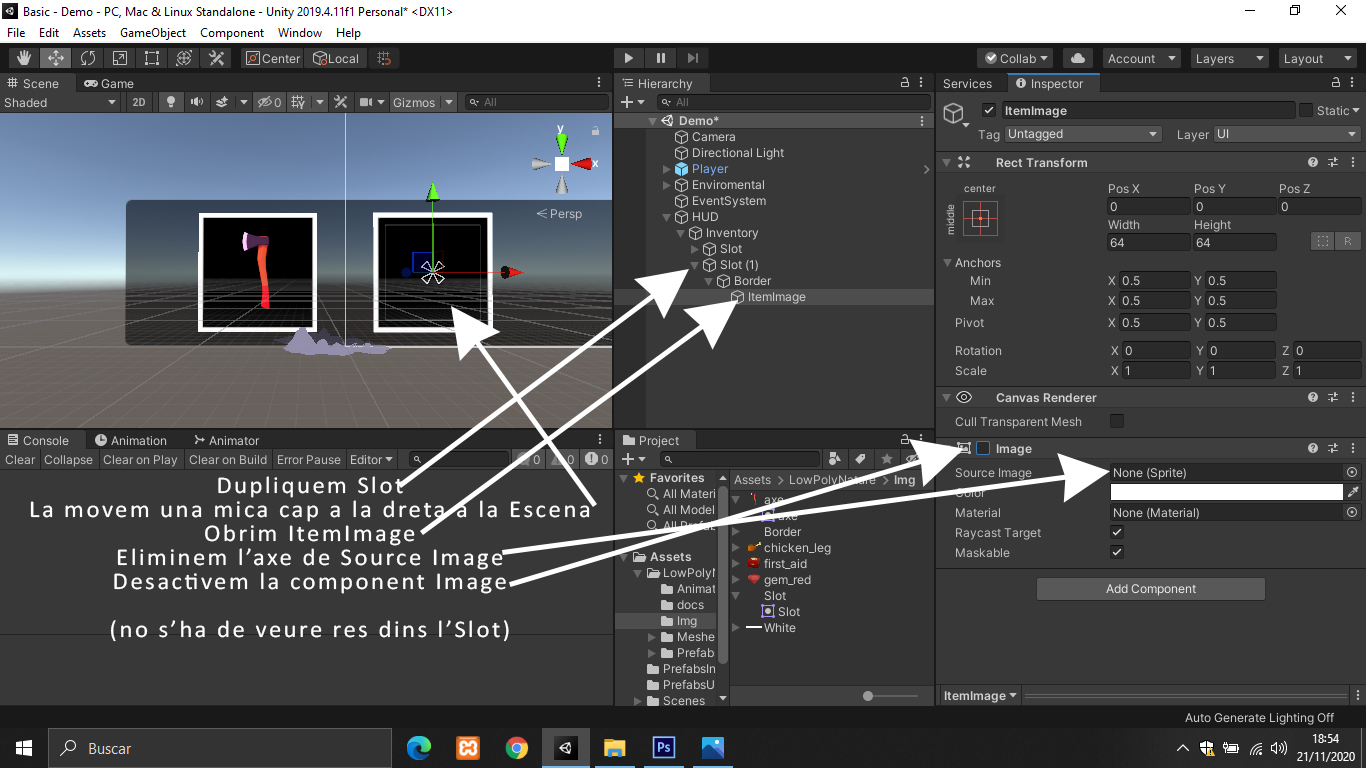 Basic - Demo - PC, Mac & Linux Standalone - Unity 2019.4.11f1 Personal* <DX11>
File Edit Assets GameObject Component Window Help
Center Local Collab Account Layers Layout
Scene Game
Shaded 2D 0 Gizmos All
y
x
Persp
Hierarchy
All
Demo*
Camera
Directional Light
Player
Enviromental
EventSystem
HUD
Inventory
Slot
Slot (1)
Border
ItemImage
Services Inspector
ItemImage Static
Tag Untagged Layer UI
Rect Transform
center
middle
Pos X Pos Y Pos Z
0 0 0
Width Height
64 64 R
Anchors
Min X 0.5 Y 0.5
Max X 0.5 Y 0.5
Pivot X 0.5 Y 0.5
Rotation X 0 Y 0 Z 0
Scale X 1 Y 1 Z 1
Canvas Renderer
Cull Transparent Mesh
Image
Source Image None (Sprite)
Color
Material None (Material)
Raycast Target
Maskable
Add Component
ItemImage
Auto Generate Lighting Off
Console Animation Animator
Clear Collapse Clear on Play Clear on Build Error Pause Editor 0 0 0
Dupliquem Slot
La movem una mica cap a la dreta a la Escena
Obrim ItemImage
Eliminem l'axe de Source Image
Desactivem la component Image
(no s'ha de veure res dins l'Slot)
Project
Favorites
All Materi
All Model
All Prefab
Assets
LowPolyN
Animat
docs
Img
Meshe
Prefab
PrefabsIn
PrefabsU
Scenes
Assets > LowPolyNature > Img
axe
axe
Border
chicken_leg
first_aid
gem_red
Slot
Slot
White
Buscar
Ps
18:54
21/11/2020